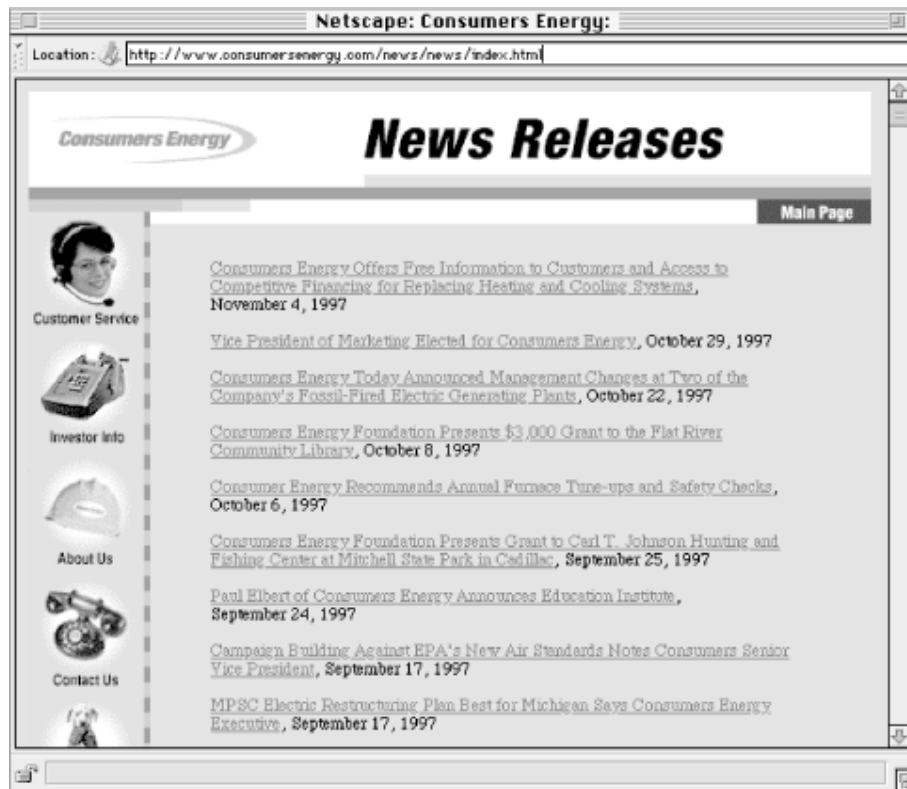 Netscape: Consumers Energy:
Location: http://www.consumersenergy.com/news/news/index.html
Consumers Energy
News Releases
Main Page
Consumers Energy Offers Free Information to Customers and Access to
Competitive Financing for Replacing Heating and Cooling Systems,
November 4, 1997
Customer Service
Vice President of Marketing Elected for Consumers Energy, October 29, 1997
Consumers Energy Today Announced Management Changes at Two of the
Company's Fossil-Fired Electric Generating Plants, October 22, 1997
Investor Info
Consumers Energy Foundation Presents $3,000 Grant to the Flat River
Community Library, October 8, 1997
Consumer Energy Recommends Annual Furnace Tune-ups and Safety Checks,
October 6, 1997
About Us
Consumers Energy Foundation Presents Grant to Carl T. Johnson Hunting and
Fishing Center at Mitchell State Park in Cadillac, September 25, 1997
Paul Elbert of Consumers Energy Announces Education Institute,
September 24, 1997
Campaign Building Against EPA's New Air Standards Notes Consumers Senior
Vice President, September 17, 1997
Contact Us
MPSC Electric Restructuring Plan Best for Michigan Says Consumers Energy
Executive, September 17, 1997